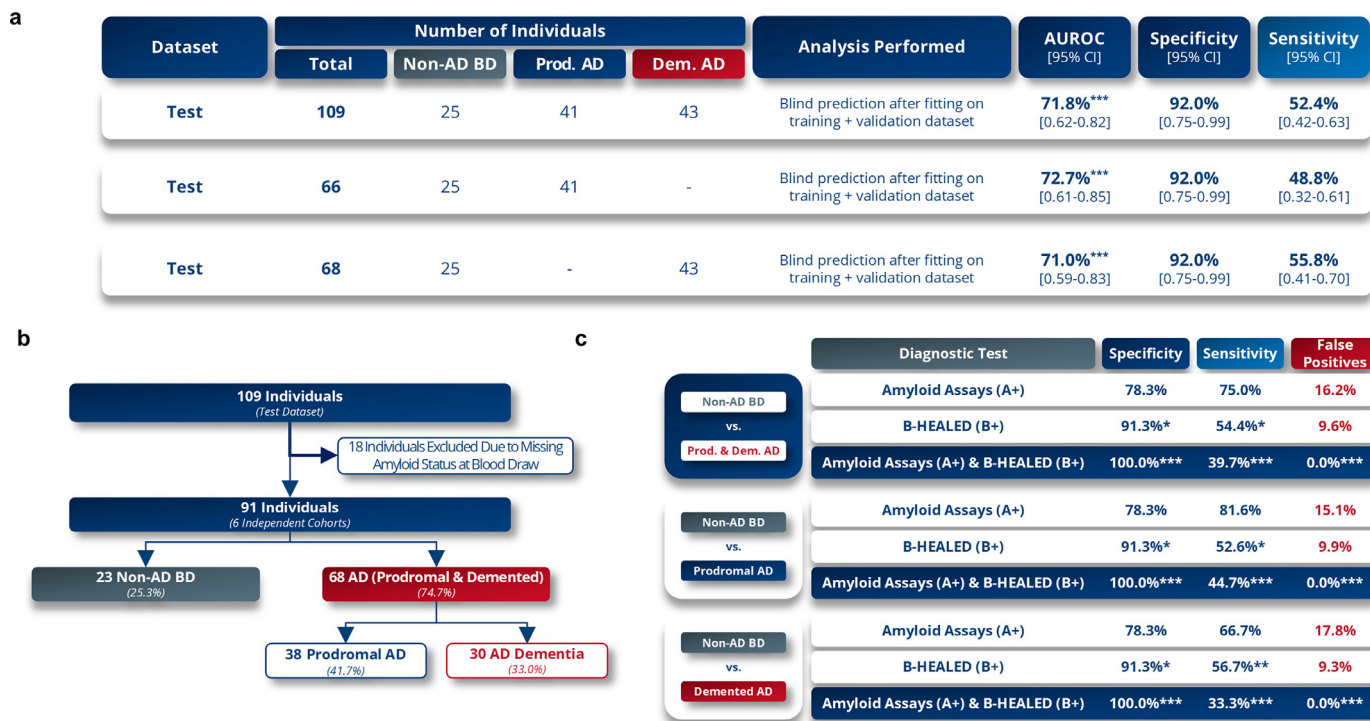 a
Dataset
Number of Individuals
Total
Non-AD BD
Prod. AD
Dem. AD
Analysis Performed
AUROC
[95% CI]
Specificity
[95% CI]
Sensitivity
[95% CI]
Test
109
25
41
43
Blind prediction after fitting on
training + validation dataset
71.8%***
[0.62-0.82]
92.0%
[0.75-0.99]
52.4%
[0.42-0.63]
Test
66
25
41
-
Blind prediction after fitting on
training + validation dataset
72.7%***
[0.61-0.85]
92.0%
[0.75-0.99]
48.8%
[0.32-0.61]
Test
68
25
-
43
Blind prediction after fitting on
training + validation dataset
71.0%***
[0.59-0.83]
92.0%
[0.75-0.99]
55.8%
[0.41-0.70]
b
109 Individuals
(Test Dataset)
18 Individuals Excluded Due to Missing
Amyloid Status at Blood Draw
91 Individuals
(6 Independent Cohorts)
23 Non-AD BD
(25.3%)
68 AD (Prodromal & Demented)
(74.7%)
38 Prodromal AD
(41.7%)
30 AD Dementia
(33.0%)
c
Diagnostic Test
Specificity
Sensitivity
False
Positives
Non-AD BD
vs.
Prod. & Dem. AD
Amyloid Assays (A+)
78.3%
75.0%
16.2%
B-HEALED (B+)
91.3%*
54.4%*
9.6%
Amyloid Assays (A+) & B-HEALED (B+)
100.0%***
39.7%***
0.0%***
Non-AD BD
vs.
Prodromal AD
Amyloid Assays (A+)
78.3%
81.6%
15.1%
B-HEALED (B+)
91.3%*
52.6%*
9.9%
Amyloid Assays (A+) & B-HEALED (B+)
100.0%***
44.7%***
0.0%***
Non-AD BD
vs.
Demented AD
Amyloid Assays (A+)
78.3%
66.7%
17.8%
B-HEALED (B+)
91.3%*
56.7%**
9.3%
Amyloid Assays (A+) & B-HEALED (B+)
100.0%***
33.3%***
0.0%***